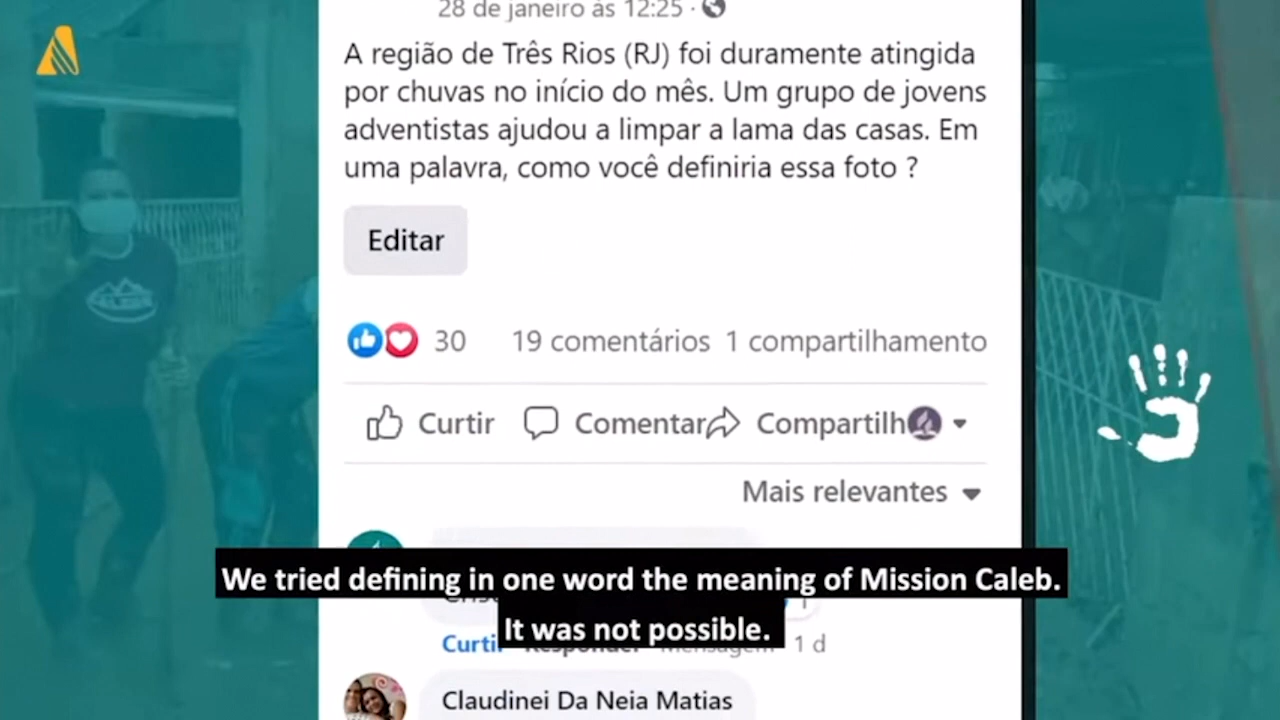 28 de janeiro às 12:25 ·
A região de Três Rios (RJ) foi duramente atingida
por chuvas no início do mês. Um grupo de jovens
adventistas ajudou a limpar a lama das casas. Em
uma palavra, como você definiria essa foto ?
Editar
30 19 comentários 1 compartilhamento
Curtir Comentar Compartilh
Mais relevantes
We tried defining in one word the meaning of Mission Caleb.
It was not possible.
1 d
Claudinei Da Neia Matias